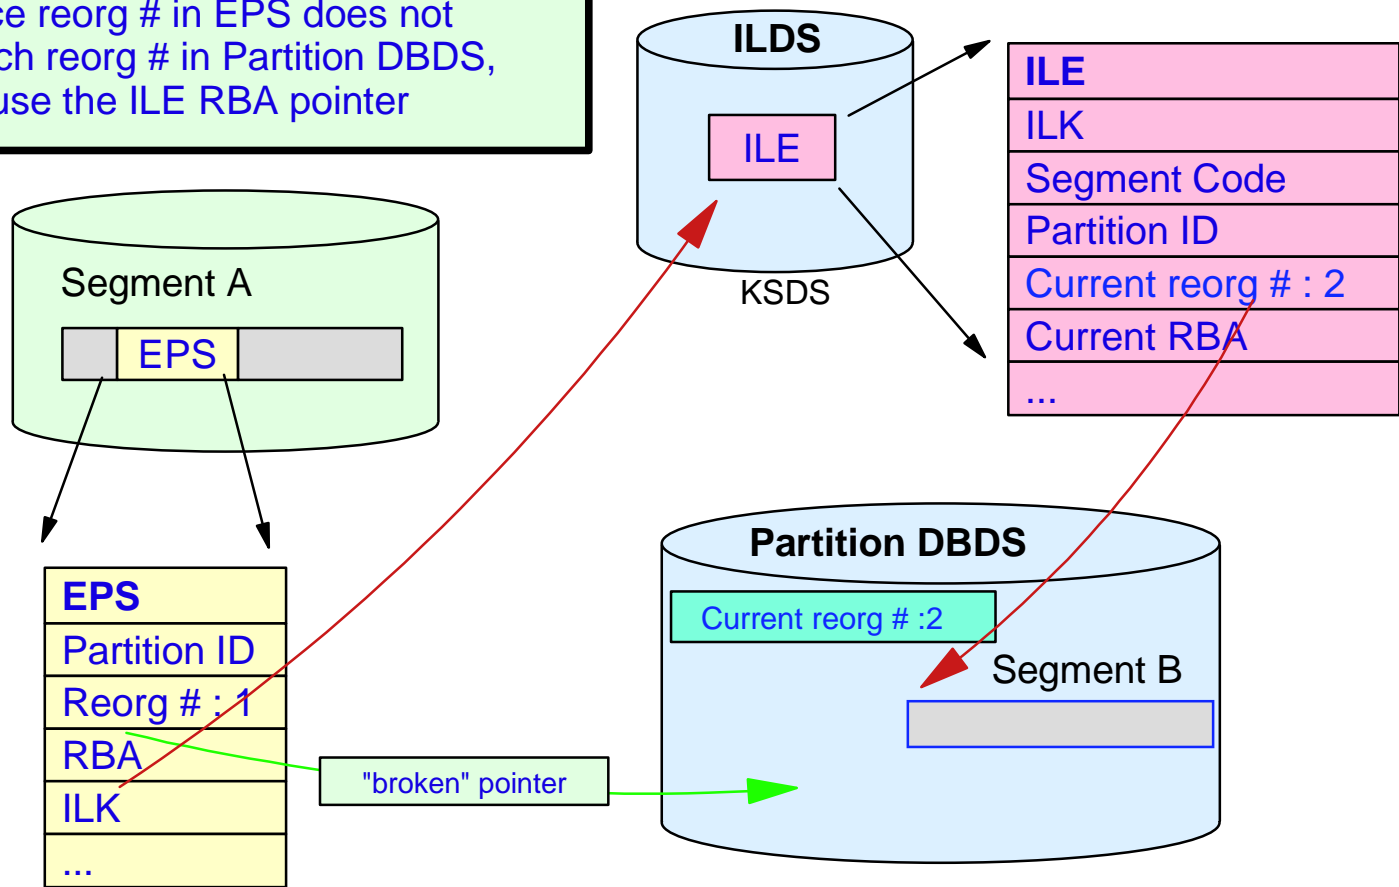 reorg # in EPS does not
reorg # in Partition DBDS,
use the ILE RBA pointer
ILDS
ILE
KSDS
ILE
ILK
Segment Code
Partition ID
Current reorg # : 2
Current RBA
...
Segment A
EPS
EPS
Partition ID
Reorg # : 1
RBA
ILK
...
"broken" pointer
Partition DBDS
Current reorg # :2
Segment B